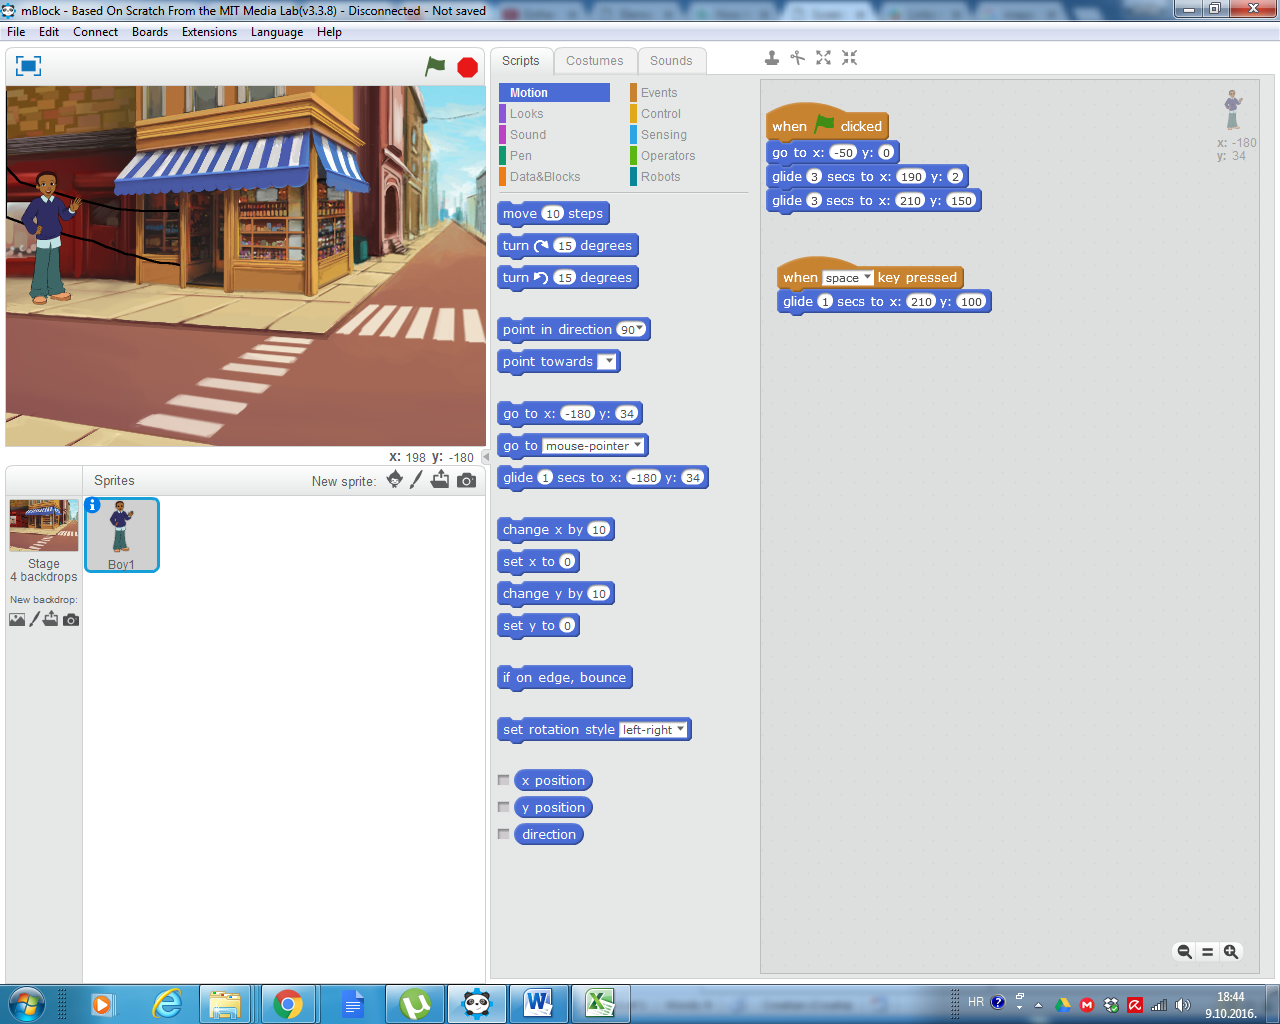 mBlock - Based On Scratch From the MIT Media Lab(v3.3.8) - Disconnected - Not saved
File Edit Connect Boards Extensions Language Help
Scripts Costumes Sounds
Motion Events
Looks Control
Sound Sensing
Pen Operators
Data&Blocks Robots
move 10 steps
turn 15 degrees
turn 15 degrees
point in direction 90
point towards
go to x: -180 y: 34
go to mouse-pointer
glide 1 secs to x: -180 y: 34
change x by 10
set x to 0
change y by 10
set y to 0
if on edge, bounce
set rotation style left-right
x position
y position
direction
when clicked
go to x: -50 y: 0
glide 3 secs to x: 190 y: 2
glide 3 secs to x: 210 y: 150
when space key pressed
glide 1 secs to x: 210 y: 100
x: -180
y: 34
x: 198 y: -180
Sprites New sprite:
Stage
4 backdrops
New backdrop:
Boy1
HR
18:44
9.10.2016.